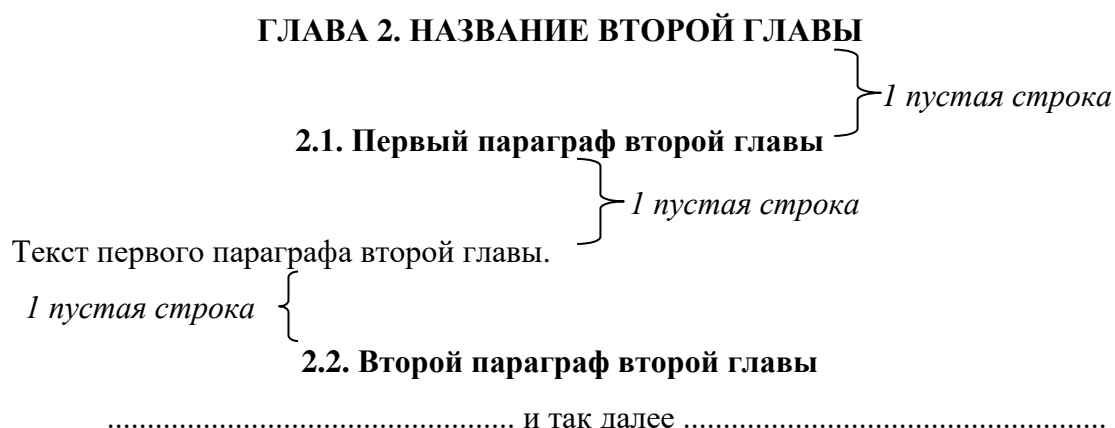 ГЛАВА 2. НАЗВАНИЕ ВТОРОЙ ГЛАВЫ
1 пустая строка
2.1. Первый параграф второй главы
1 пустая строка
Текст первого параграфа второй главы.
1 пустая строка
2.2. Второй параграф второй главы
................................................... и так далее .....................................................